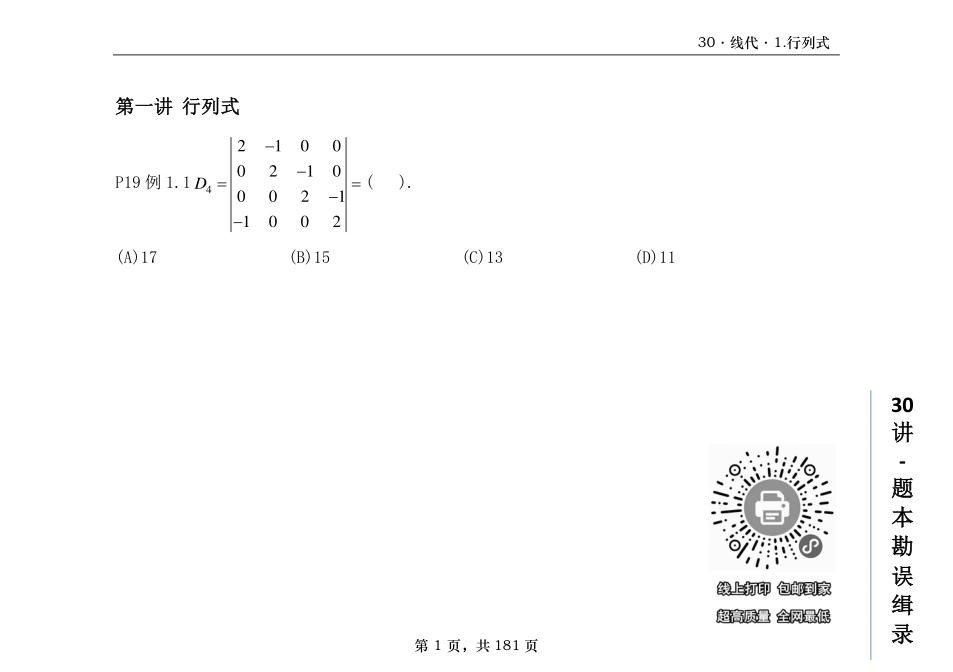 30 · 线代 · 1.行列式
第一讲 行列式
2 −1 0 0
0 2 −1 0
P19 例 1.1 D₄ = = ( ).
0 0 2 −1
−1 0 0 2
(A)17 (B)15 (C)13 (D)11
30
讲
-
题
本
勘
误
缉
录
线上打印 包邮到家
超高质量 全网最低
第 1 页，共 181 页